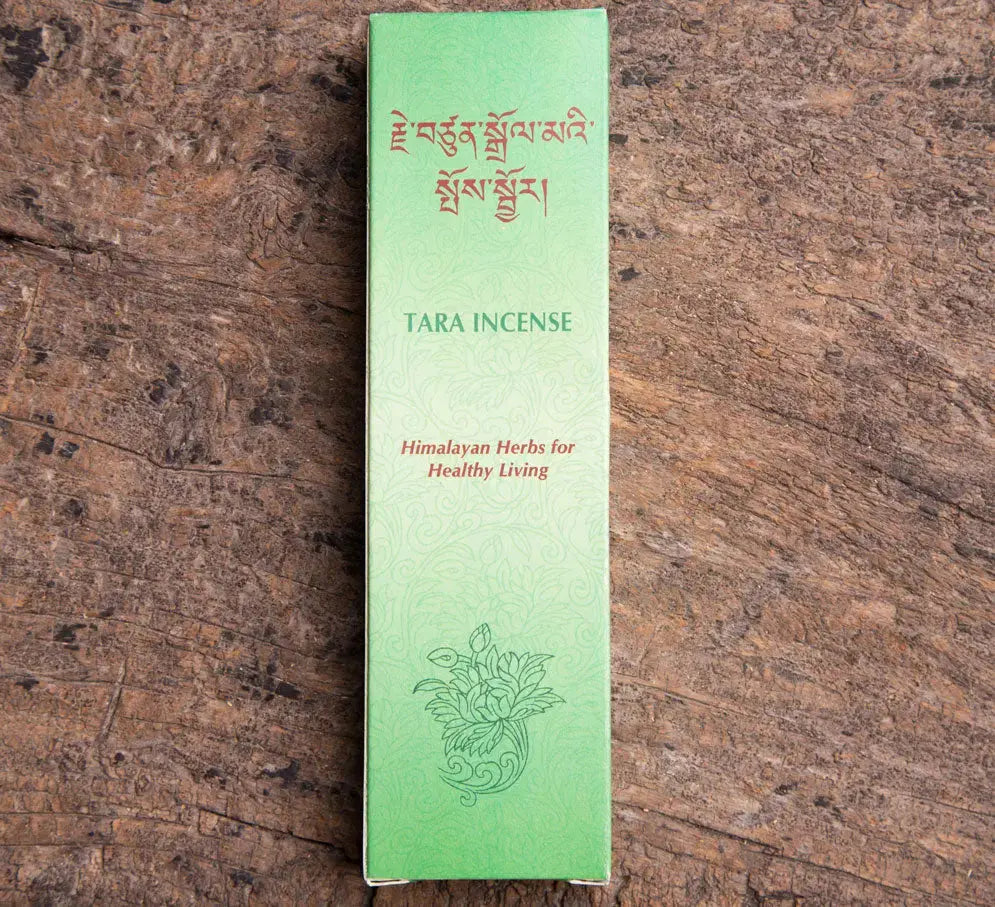 རྗེ་བཙུན་སྒྲོལ་མའི་
སྤོས་སྦྱོར།
TARA INCENSE
Himalayan Herbs for
Healthy Living